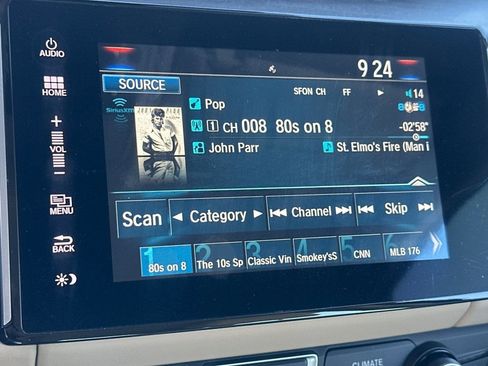 AUDIO
9 24
SOURCE
SFON CH FF
HOME
SiriusXM
Pop
14
1 CH 008 80s on 8
-02'58"
+
VOL
-
John Parr
St. Elmo's Fire (Man i
MENU
Scan
Category
Channel
Skip
BACK
1 2 3 4 5 6
80s on 8 The 10s Sp Classic Vin Smokey'sS CNN MLB 176
CLIMATE